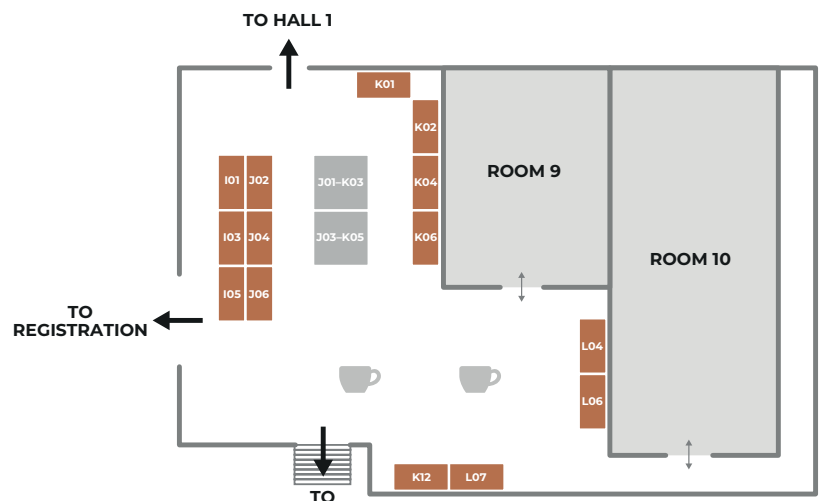 TO HALL 1
K01
K02
ROOM 9
I01 J02 J01–K03 K04
I03 J04 J03–K05 K06
ROOM 10
I05 J06
TO
REGISTRATION
L04
L06
K12 L07
TO